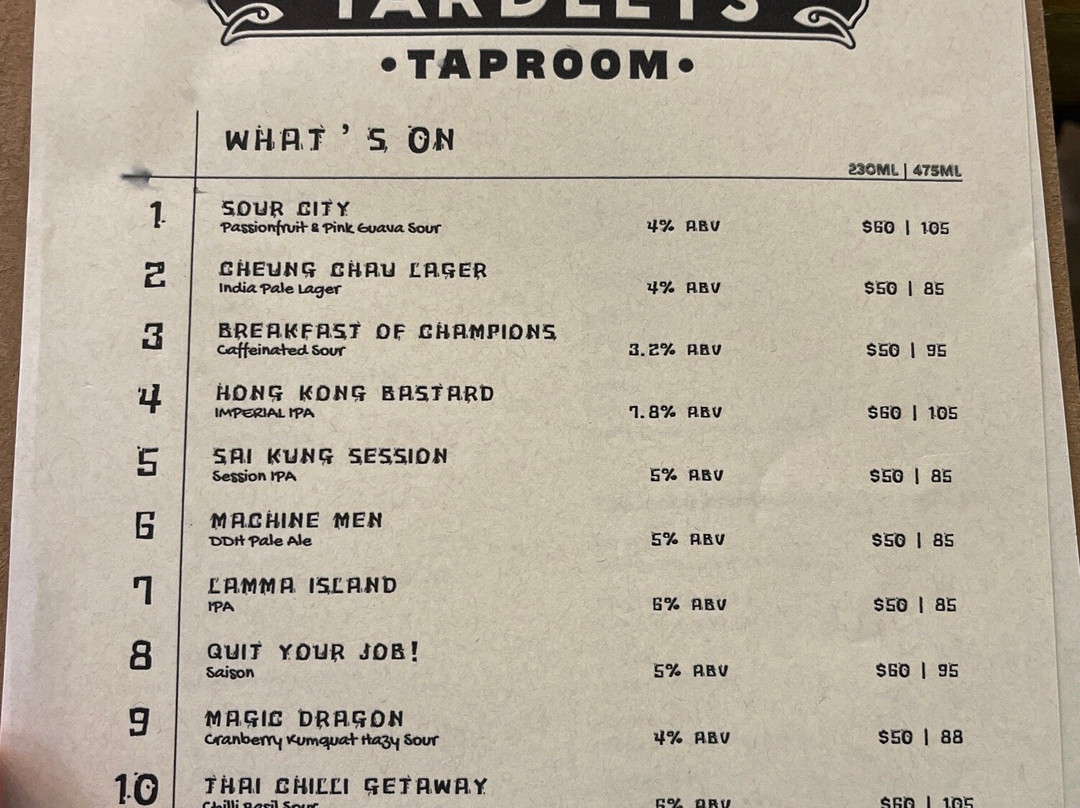 YARDLEYS
•TAPROOM•
WHAT'S ON
230ML | 475ML
1 SOUR CITY
Passionfruit & Pink Guava Sour 4% ABV $60 | 105
2 CHEUNG CHAU LAGER
India Pale Lager 4% ABV $50 | 85
3 BREAKFAST OF CHAMPIONS
Caffeinated Sour 3.2% ABV $50 | 95
4 HONG KONG BASTARD
IMPERIAL IPA 7.8% ABV $60 | 105
5 SAI KUNG SESSION
Session IPA 5% ABV $50 | 85
6 MACHINE MEN
DDH Pale Ale 5% ABV $50 | 85
7 LAMMA ISLAND
IPA 6% ABV $50 | 85
8 QUIT YOUR JOB!
Saison 5% ABV $60 | 95
9 MAGIC DRAGON
Cranberry Kumquat Hazy Sour 4% ABV $50 | 88
10 THAI CHILLI GETAWAY
Chilli Basil Sour ABV $60 | 105